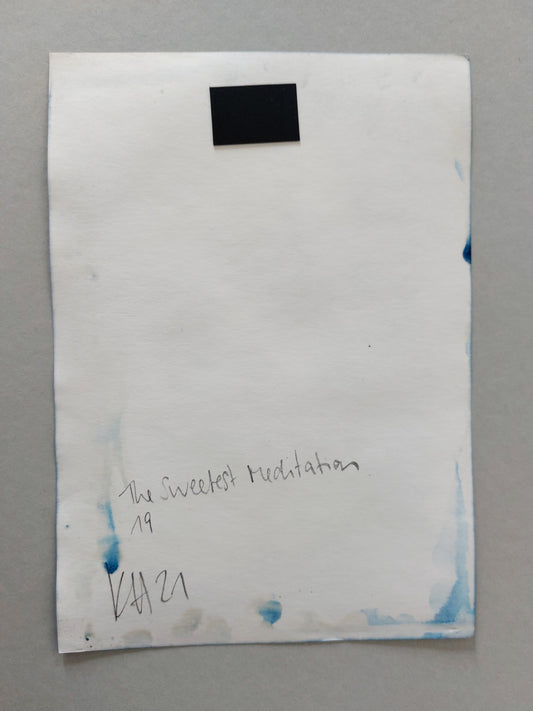 The Sweetest Meditation
19
KH 21